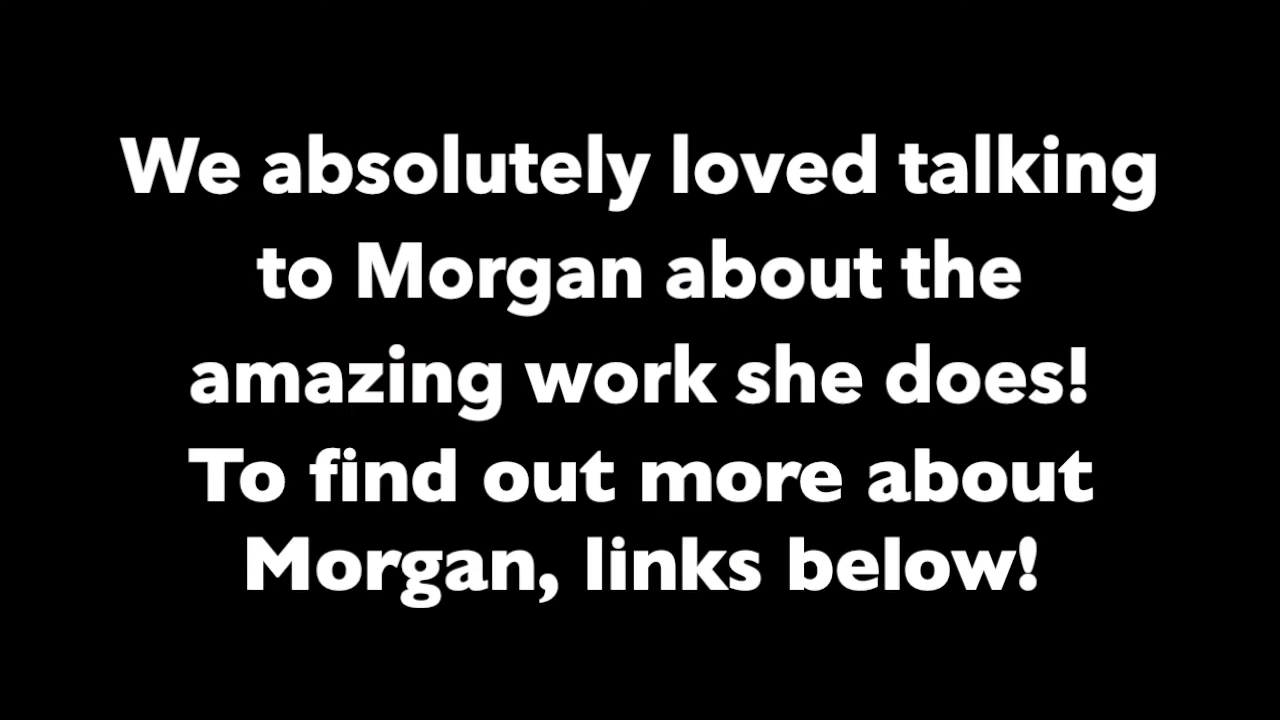 We absolutely loved talking
to Morgan about the
amazing work she does!
To find out more about
Morgan, links below!